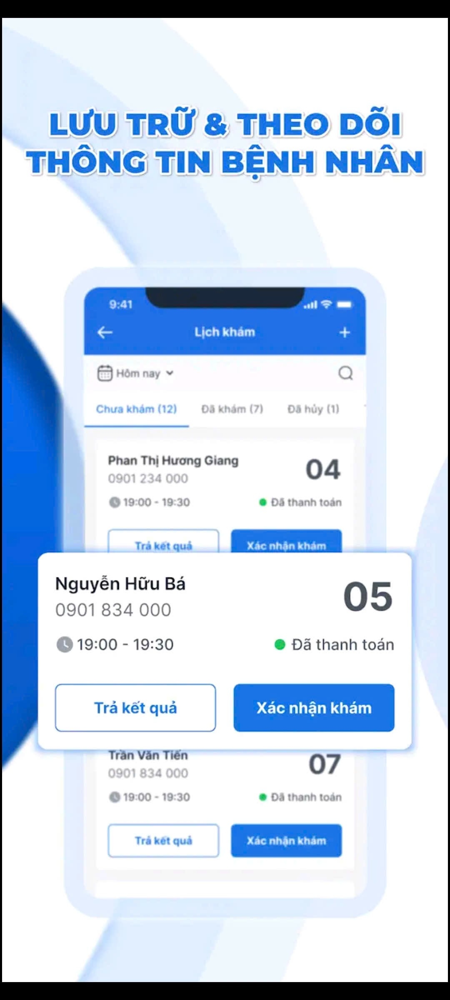 LƯU TRỮ & THEO DÕI
THÔNG TIN BỆNH NHÂN
9:41
Lịch khám
Hôm nay
Chưa khám (12) Đã khám (7) Đã hủy (1)
Phan Thị Hương Giang 04
0901 234 000
19:00 - 19:30 Đã thanh toán
Trả kết quả Xác nhận khám
Nguyễn Hữu Bá 05
0901 834 000
19:00 - 19:30 Đã thanh toán
Trả kết quả Xác nhận khám
Trần Văn Tiến 07
0901 834 000
19:00 - 19:30 Đã thanh toán
Trả kết quả Xác nhận khám